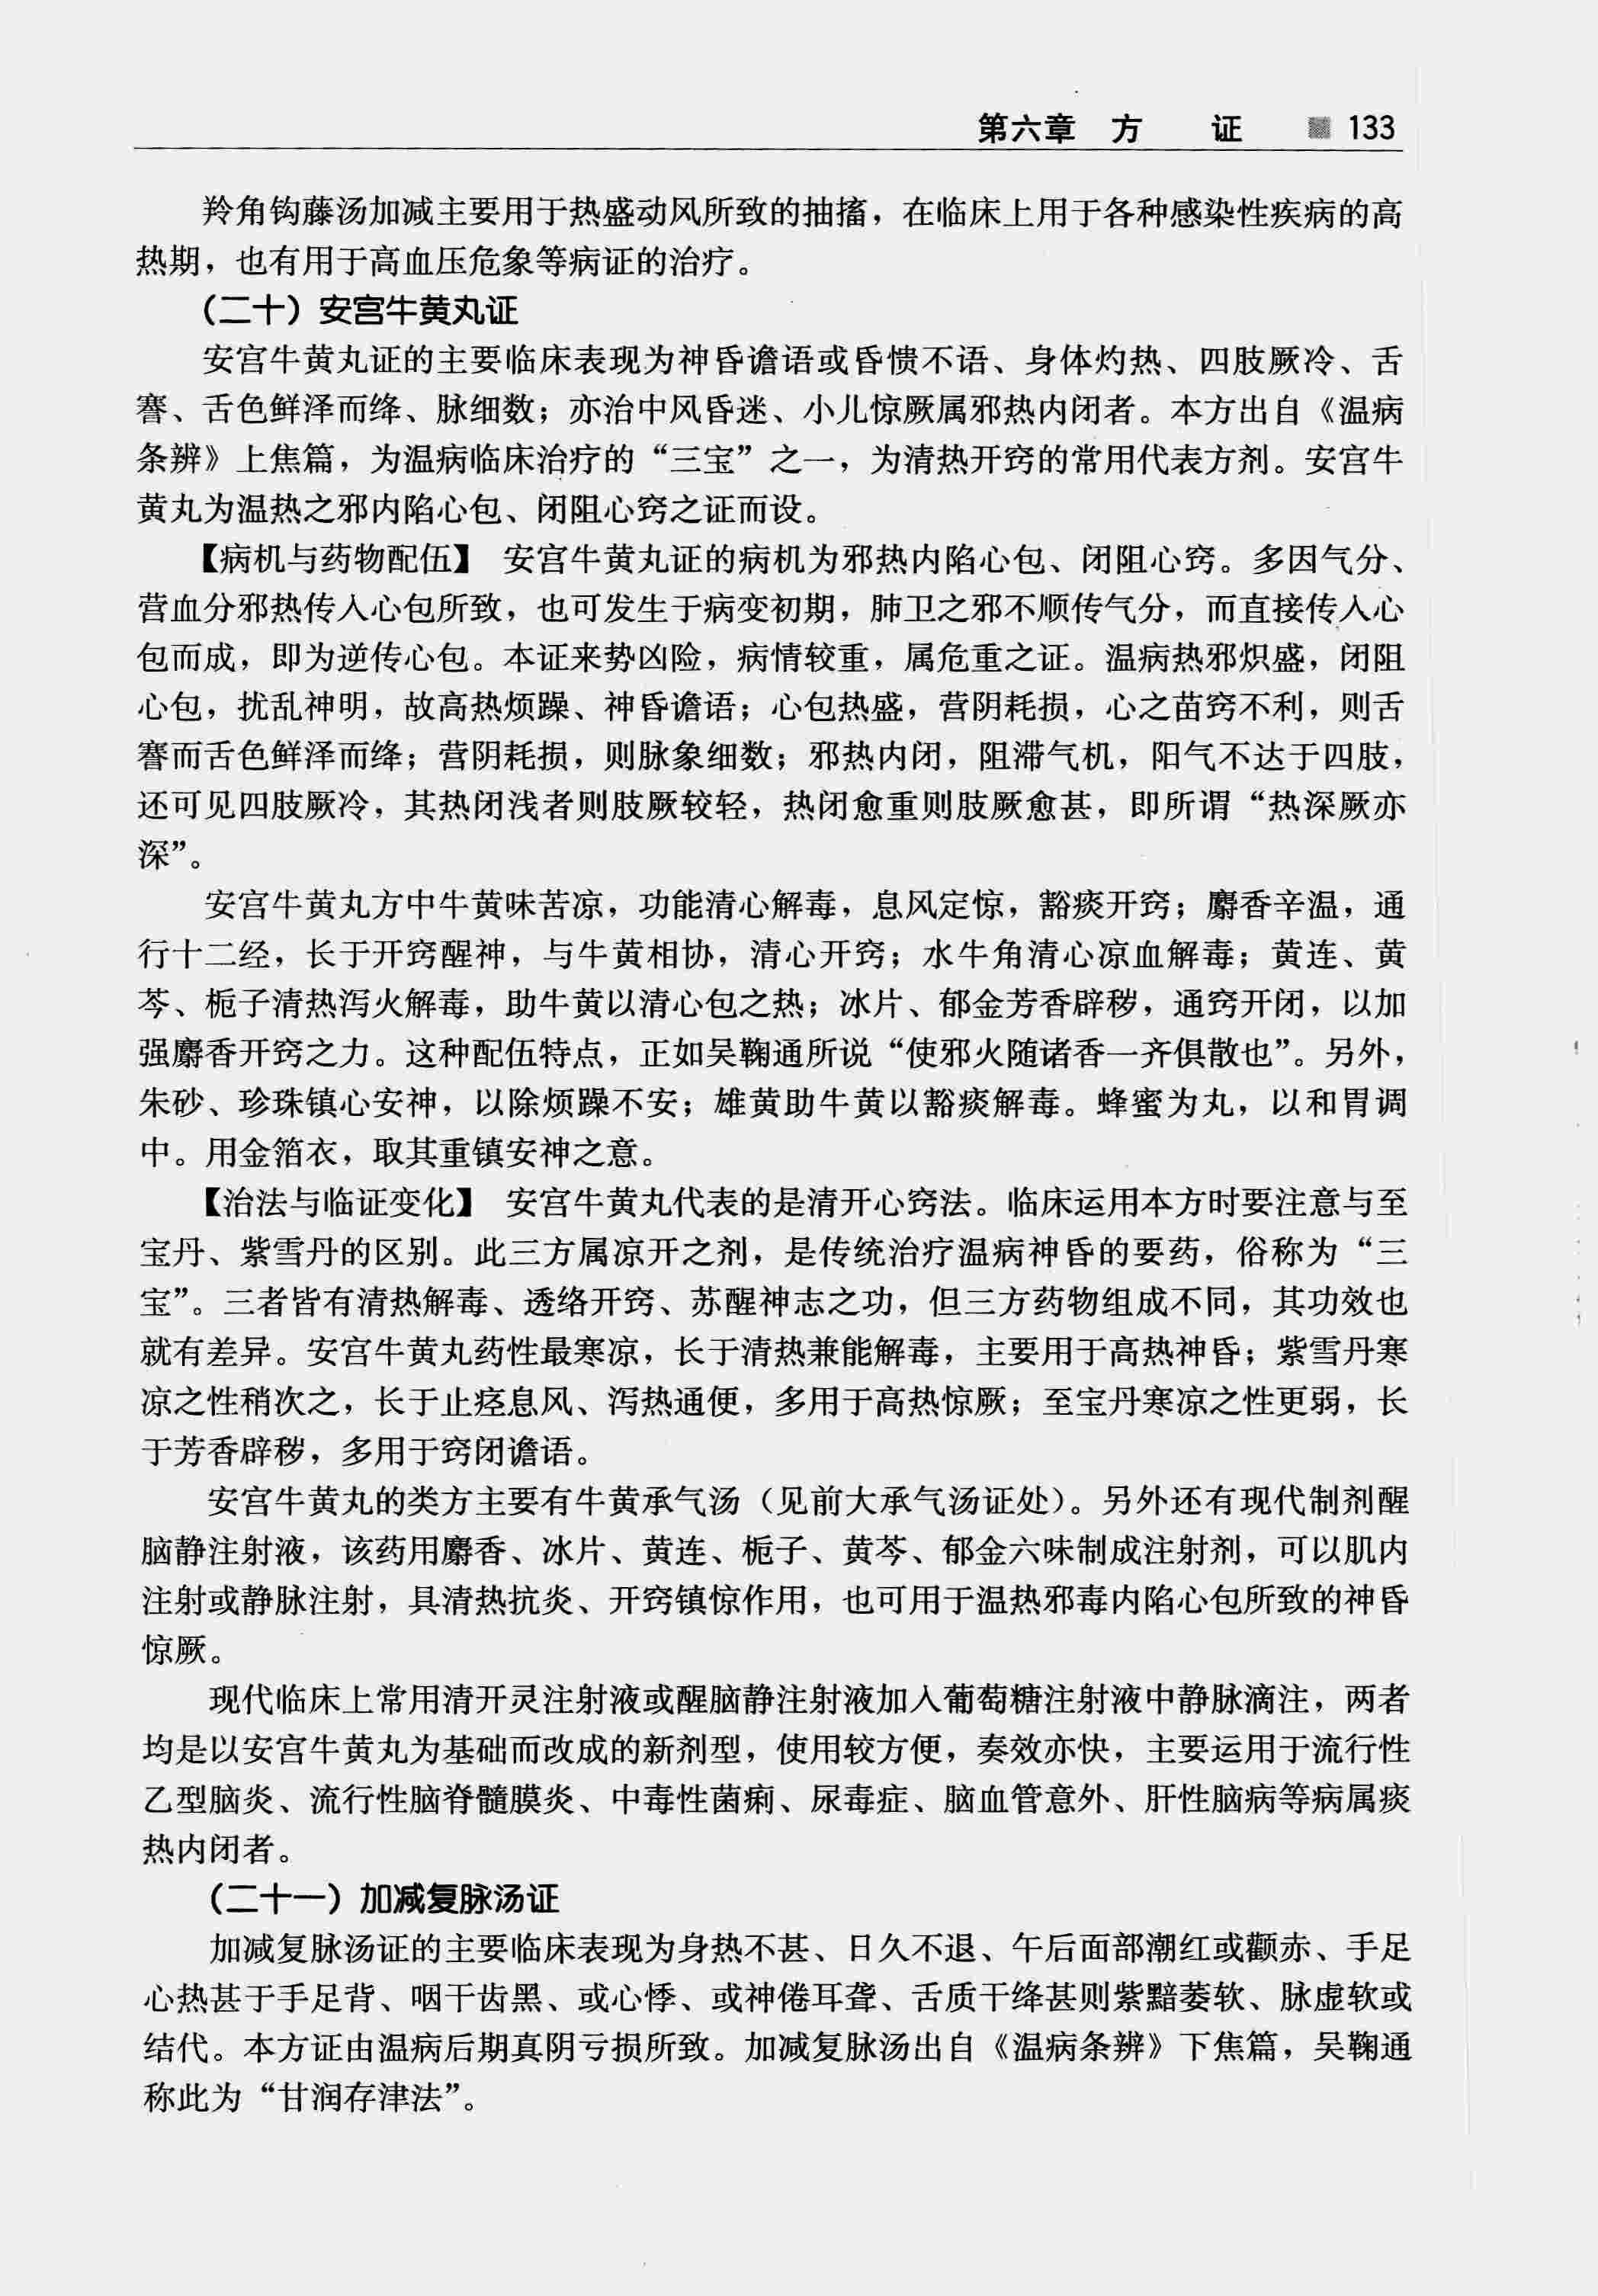 第六章 方 证 133
羚角钩藤汤加减主要用于热盛动风所致的抽搐，在临床上用于各种感染性疾病的高
热期，也有用于高血压危象等病证的治疗。
（二十）安宫牛黄丸证
安宫牛黄丸证的主要临床表现为神昏谵语或昏愦不语、身体灼热、四肢厥冷、舌
謇、舌色鲜泽而绛、脉细数；亦治中风昏迷、小儿惊厥属邪热内闭者。本方出自《温病
条辨》上焦篇，为温病临床治疗的“三宝”之一，为清热开窍的常用代表方剂。安宫牛
黄丸为温热之邪内陷心包、闭阻心窍之证而设。
【病机与药物配伍】 安宫牛黄丸证的病机为邪热内陷心包、闭阻心窍。多因气分、
营血分邪热传入心包所致，也可发生于病变初期，肺卫之邪不顺传气分，而直接传入心
包而成，即为逆传心包。本证来势凶险，病情较重，属危重之证。温病热邪炽盛，闭阻
心包，扰乱神明，故高热烦躁、神昏谵语；心包热盛，营阴耗损，心之苗窍不利，则舌
謇而舌色鲜泽而绛；营阴耗损，则脉象细数；邪热内闭，阻滞气机，阳气不达于四肢，
还可见四肢厥冷，其热闭浅者则肢厥较轻，热闭愈重则肢厥愈甚，即所谓“热深厥亦
深”。
安宫牛黄丸方中牛黄味苦凉，功能清心解毒，息风定惊，豁痰开窍；麝香辛温，通
行十二经，长于开窍醒神，与牛黄相协，清心开窍；水牛角清心凉血解毒；黄连、黄
芩、栀子清热泻火解毒，助牛黄以清心包之热；冰片、郁金芳香辟秽，通窍开闭，以加
强麝香开窍之力。这种配伍特点，正如吴鞠通所说“使邪火随诸香一齐俱散也”。另外，
朱砂、珍珠镇心安神，以除烦躁不安；雄黄助牛黄以豁痰解毒。蜂蜜为丸，以和胃调
中。用金箔衣，取其重镇安神之意。
【治法与临证变化】 安宫牛黄丸代表的是清开心窍法。临床运用本方时要注意与至
宝丹、紫雪丹的区别。此三方属凉开之剂，是传统治疗温病神昏的要药，俗称为“三
宝”。三者皆有清热解毒、透络开窍、苏醒神志之功，但三方药物组成不同，其功效也
就有差异。安宫牛黄丸药性最寒凉，长于清热兼能解毒，主要用于高热神昏；紫雪丹寒
凉之性稍次之，长于止痉息风、泻热通便，多用于高热惊厥；至宝丹寒凉之性更弱，长
于芳香辟秽，多用于窍闭谵语。
安宫牛黄丸的类方主要有牛黄承气汤（见前大承气汤证处）。另外还有现代制剂醒
脑静注射液，该药用麝香、冰片、黄连、栀子、黄芩、郁金六味制成注射剂，可以肌内
注射或静脉注射，具清热抗炎、开窍镇惊作用，也可用于温热邪毒内陷心包所致的神昏
惊厥。
现代临床上常用清开灵注射液或醒脑静注射液加入葡萄糖注射液中静脉滴注，两者
均是以安宫牛黄丸为基础而改成的新剂型，使用较方便，奏效亦快，主要运用于流行性
乙型脑炎、流行性脑脊髓膜炎、中毒性菌痢、尿毒症、脑血管意外、肝性脑病等病属痰
热内闭者。
（二十一）加减复脉汤证
加减复脉汤证的主要临床表现为身热不甚、日久不退、午后面部潮红或颧赤、手足
心热甚于手足背、咽干齿黑、或心悸、或神倦耳聋、舌质干绛甚则紫黯萎软、脉虚软或
结代。本方证由温病后期真阴亏损所致。加减复脉汤出自《温病条辨》下焦篇，吴鞠通
称此为“甘润存津法”。